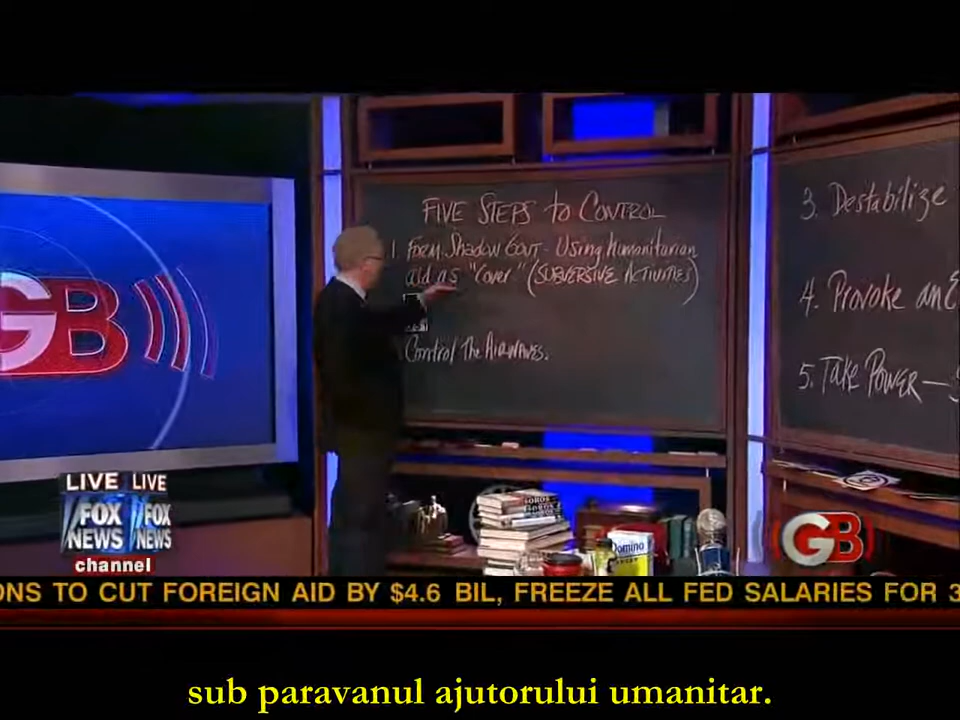 FIVE STEPS to CONTROL
1. Form Shadow Govt - Using Humanitarian
aid as "Cover" (SUBVERSIVE ACTIVITIES)
Control The AIRWAVES.
3. Destabilize
4. Provoke an E
5. Take Power —
GB
LIVE LIVE
FOX FOX
NEWS NEWS
channel
SOROS
Domino
GB
ONS TO CUT FOREIGN AID BY $4.6 BIL, FREEZE ALL FED SALARIES FOR 3
sub paravanul ajutorului umanitar.